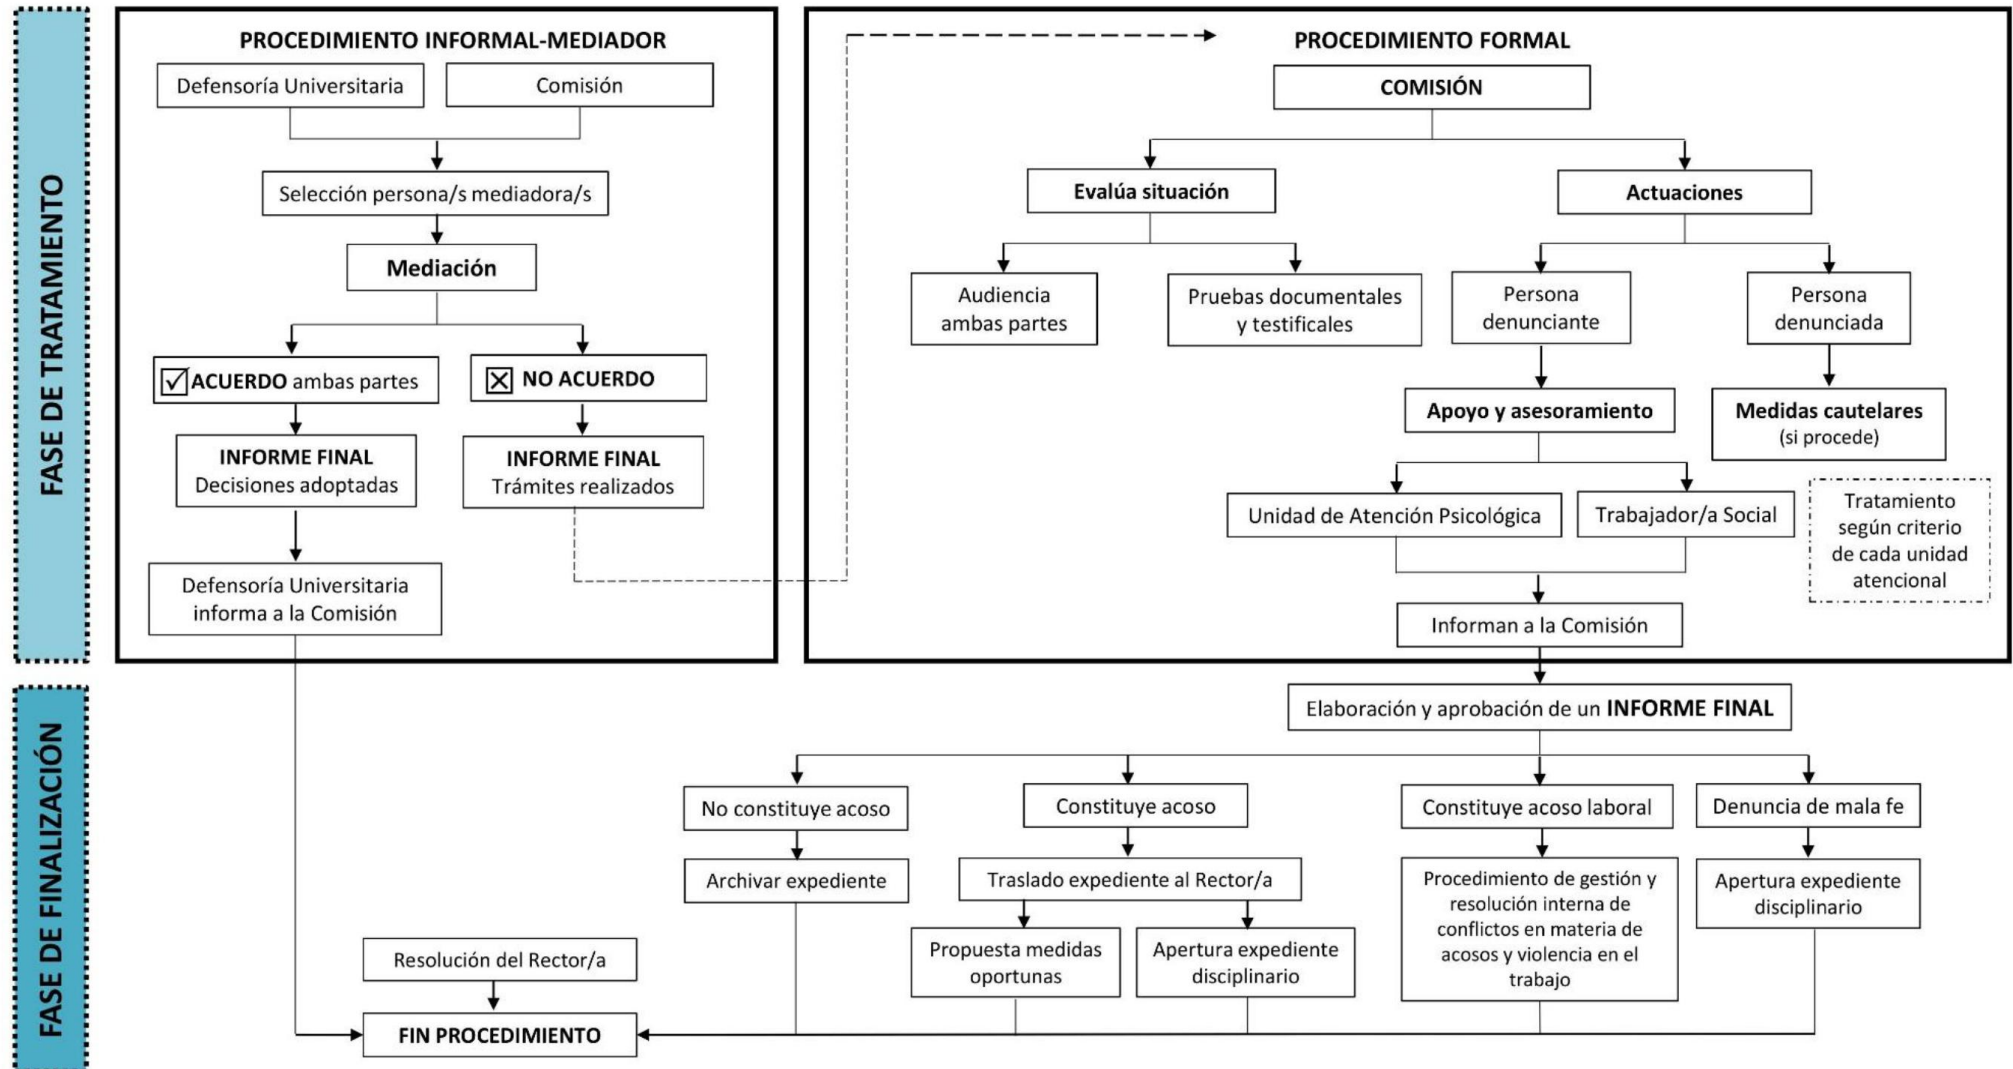 FASE DE TRATAMIENTO
PROCEDIMIENTO INFORMAL-MEDIADOR
Defensoría Universitaria
Comisión
Selección persona/s mediadora/s
Mediación
ACUERDO ambas partes
NO ACUERDO
INFORME FINAL
Decisiones adoptadas
INFORME FINAL
Trámites realizados
Defensoría Universitaria
informa a la Comisión
PROCEDIMIENTO FORMAL
COMISIÓN
Evalúa situación
Actuaciones
Audiencia
ambas partes
Pruebas documentales
y testificales
Persona
denunciante
Persona
denunciada
Apoyo y asesoramiento
Medidas cautelares
(si procede)
Unidad de Atención Psicológica
Trabajador/a Social
Tratamiento
según criterio
de cada unidad
atencional
Informan a la Comisión
FASE DE FINALIZACIÓN
Elaboración y aprobación de un INFORME FINAL
No constituye acoso
Constituye acoso
Constituye acoso laboral
Denuncia de mala fe
Archivar expediente
Traslado expediente al Rector/a
Procedimiento de gestión y
resolución interna de
conflictos en materia de
acosos y violencia en el
trabajo
Apertura expediente
disciplinario
Propuesta medidas
oportunas
Apertura expediente
disciplinario
Resolución del Rector/a
FIN PROCEDIMIENTO